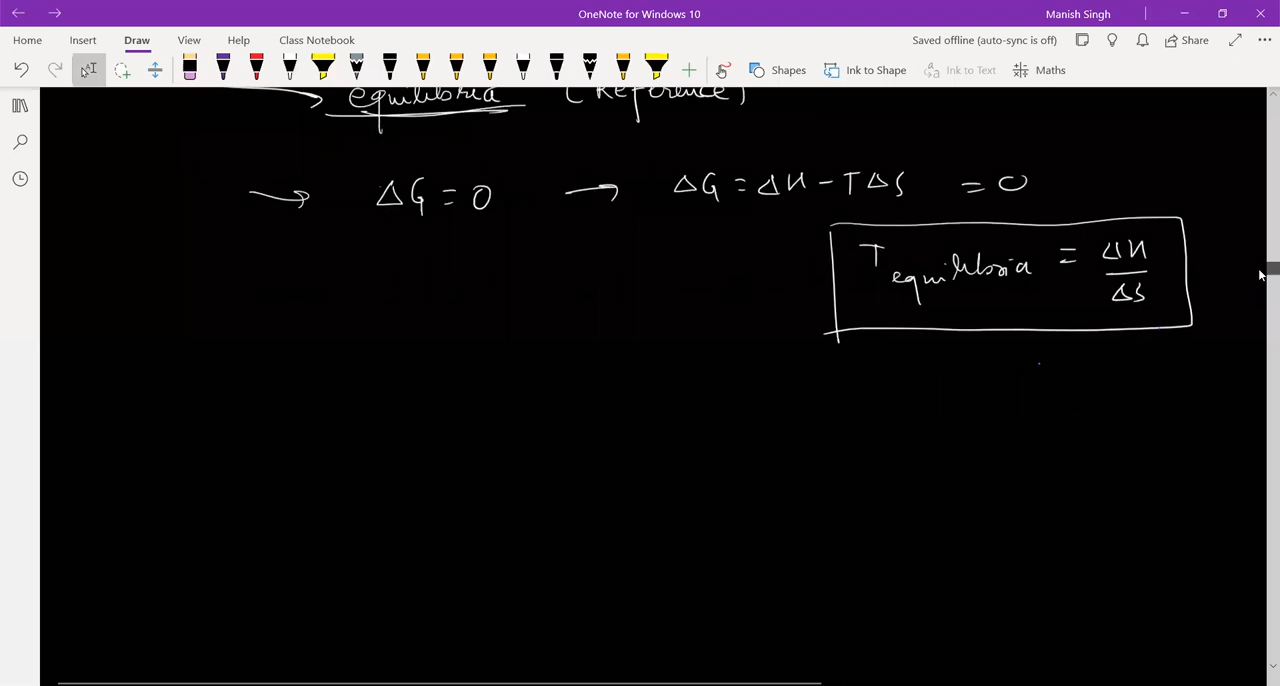 OneNote for Windows 10
Manish Singh
Home Insert Draw View Help Class Notebook
Saved offline (auto-sync is off)
Share
Shapes Ink to Shape Ink to Text Maths
→ equilibria (Reference)
→ ΔG = 0 → ΔG = ΔH - TΔS = 0
T equilibria = ΔH / ΔS